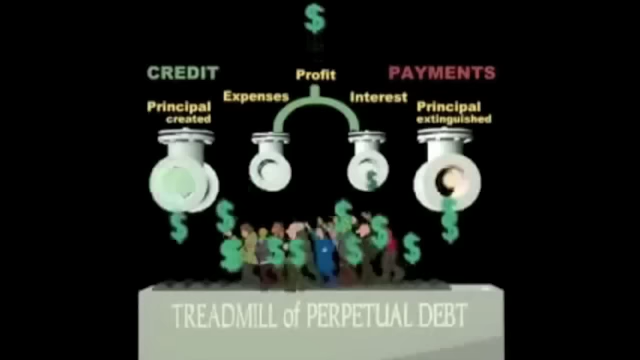 $
CREDIT
Profit
PAYMENTS
Expenses
Interest
Principal
created
Principal
extinguished
$
$
$
$
$
$
$
$
$
$
$
$
TREADMILL of PERPETUAL DEBT